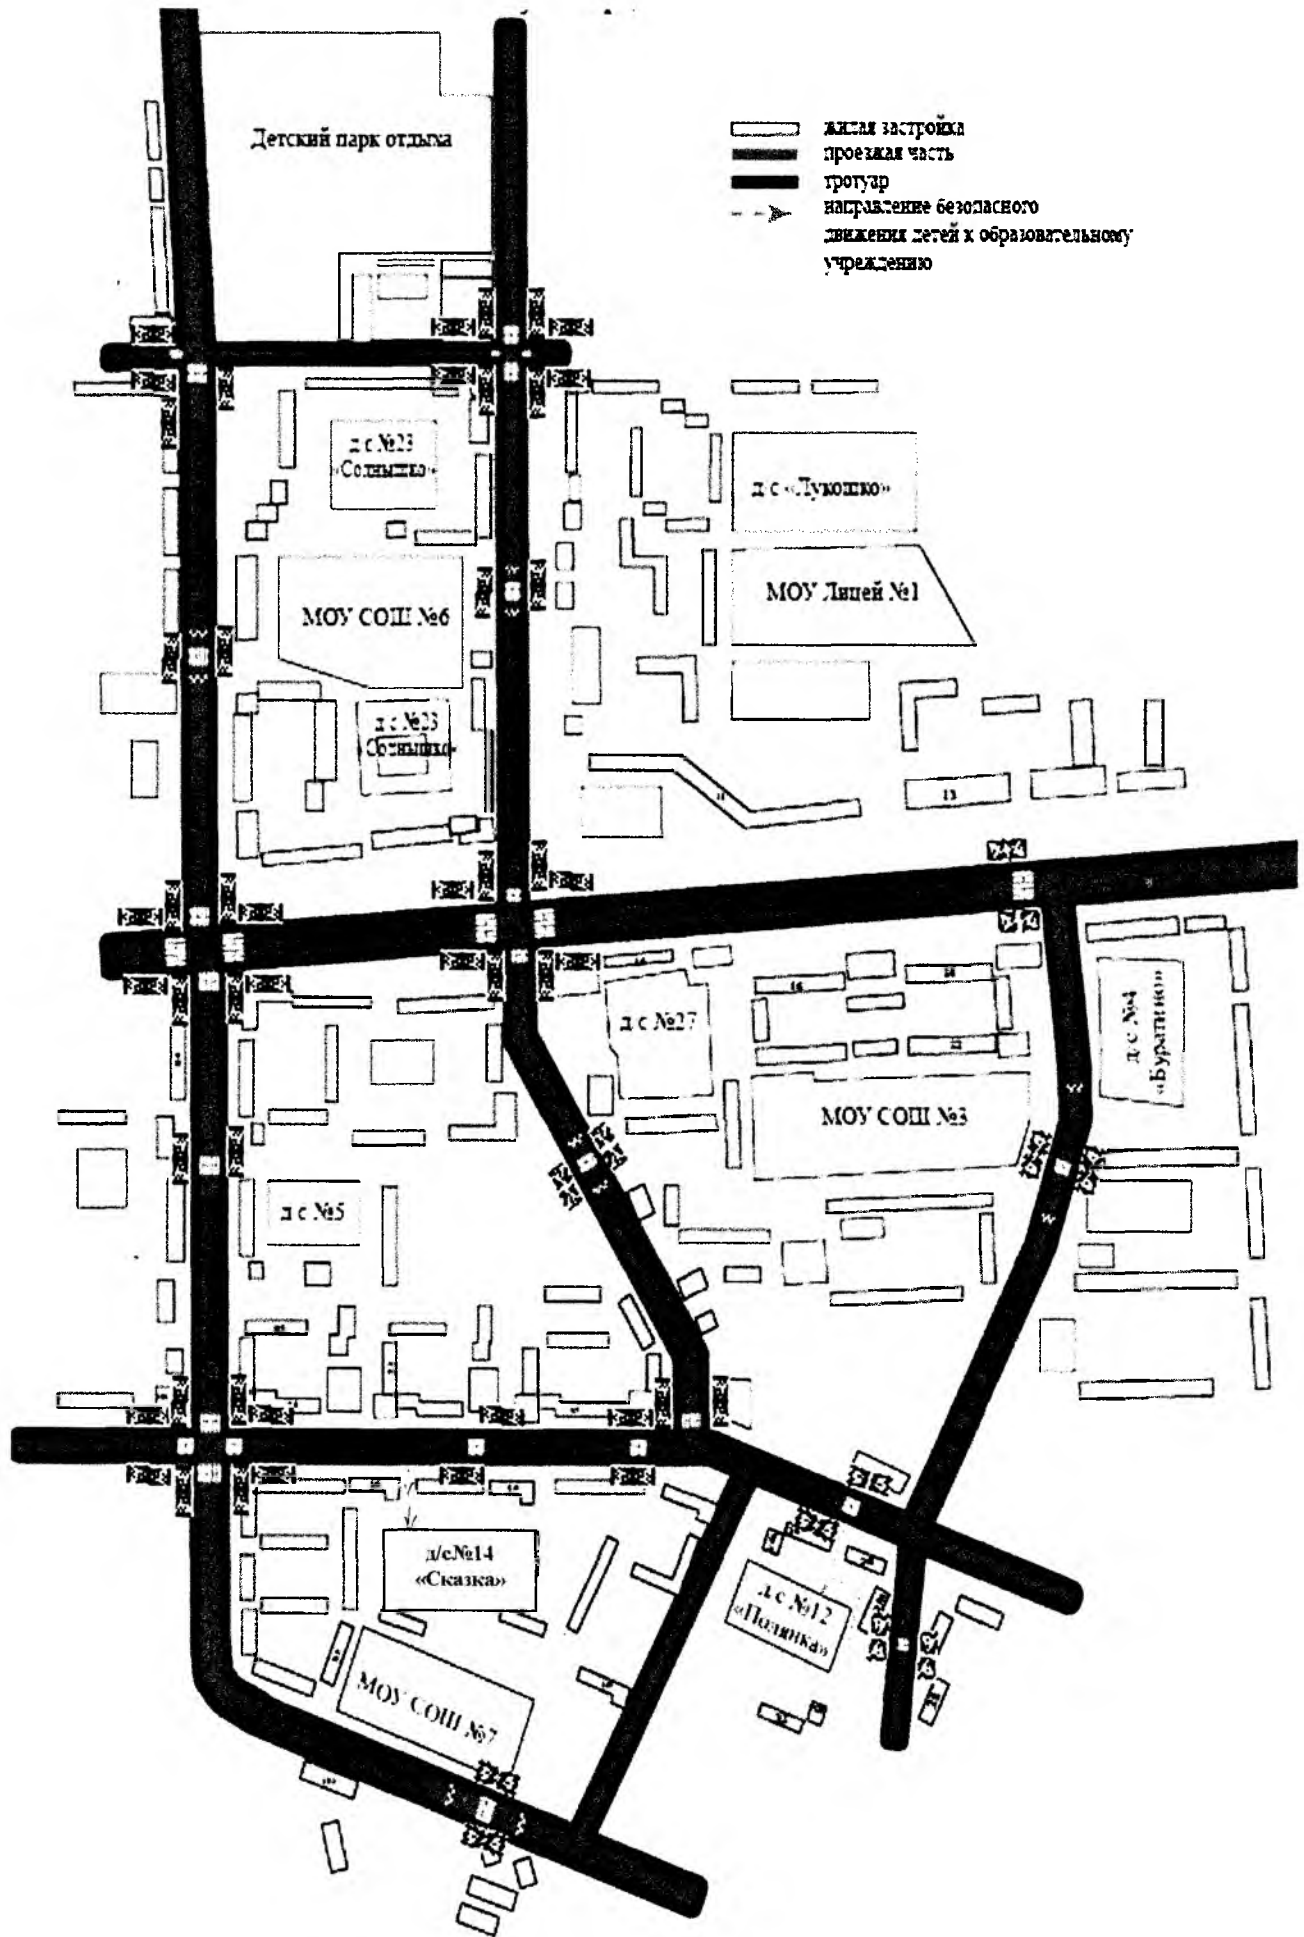 Детский парк отдыха
жилая застройка
проезжая часть
тротуар
направление безопасного
движения детей к образовательному
учреждению
д/с №23
«Солнышко»
д/с «Лукошко»
МОУ СОШ №6
МОУ Лицей №1
д/с №23
«Солнышко»
13
д/с №27
16
д/с №4
«Буратино»
МОУ СОШ №3
д/с №5
д/с№14
«Сказка»
д/с №12
«Полянка»
МОУ СОШ №7